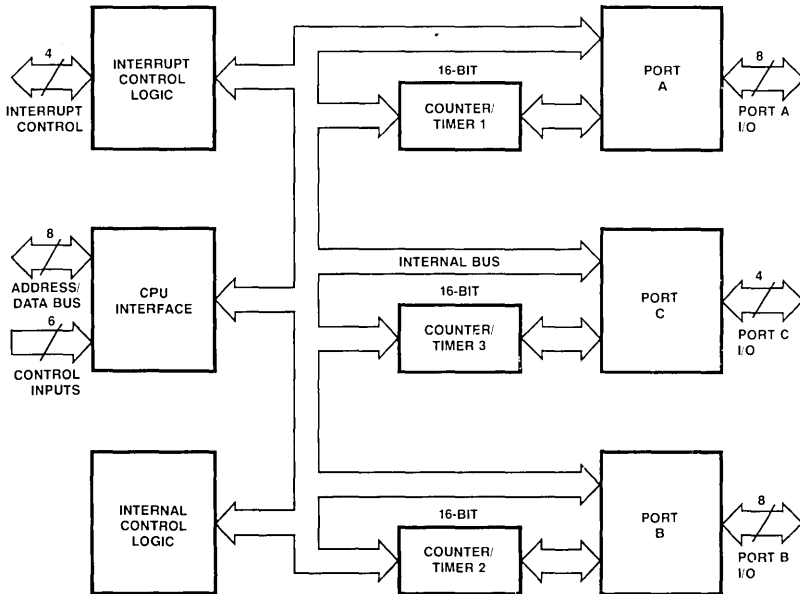 4
INTERRUPT
CONTROL
INTERRUPT
CONTROL
LOGIC
16-BIT
COUNTER/
TIMER 1
PORT
A
8
PORT A
I/O
8
ADDRESS/
DATA BUS
6
CONTROL
INPUTS
CPU
INTERFACE
INTERNAL BUS
16-BIT
COUNTER/
TIMER 3
PORT
C
4
PORT C
I/O
INTERNAL
CONTROL
LOGIC
16-BIT
COUNTER/
TIMER 2
PORT
B
8
PORT B
I/O